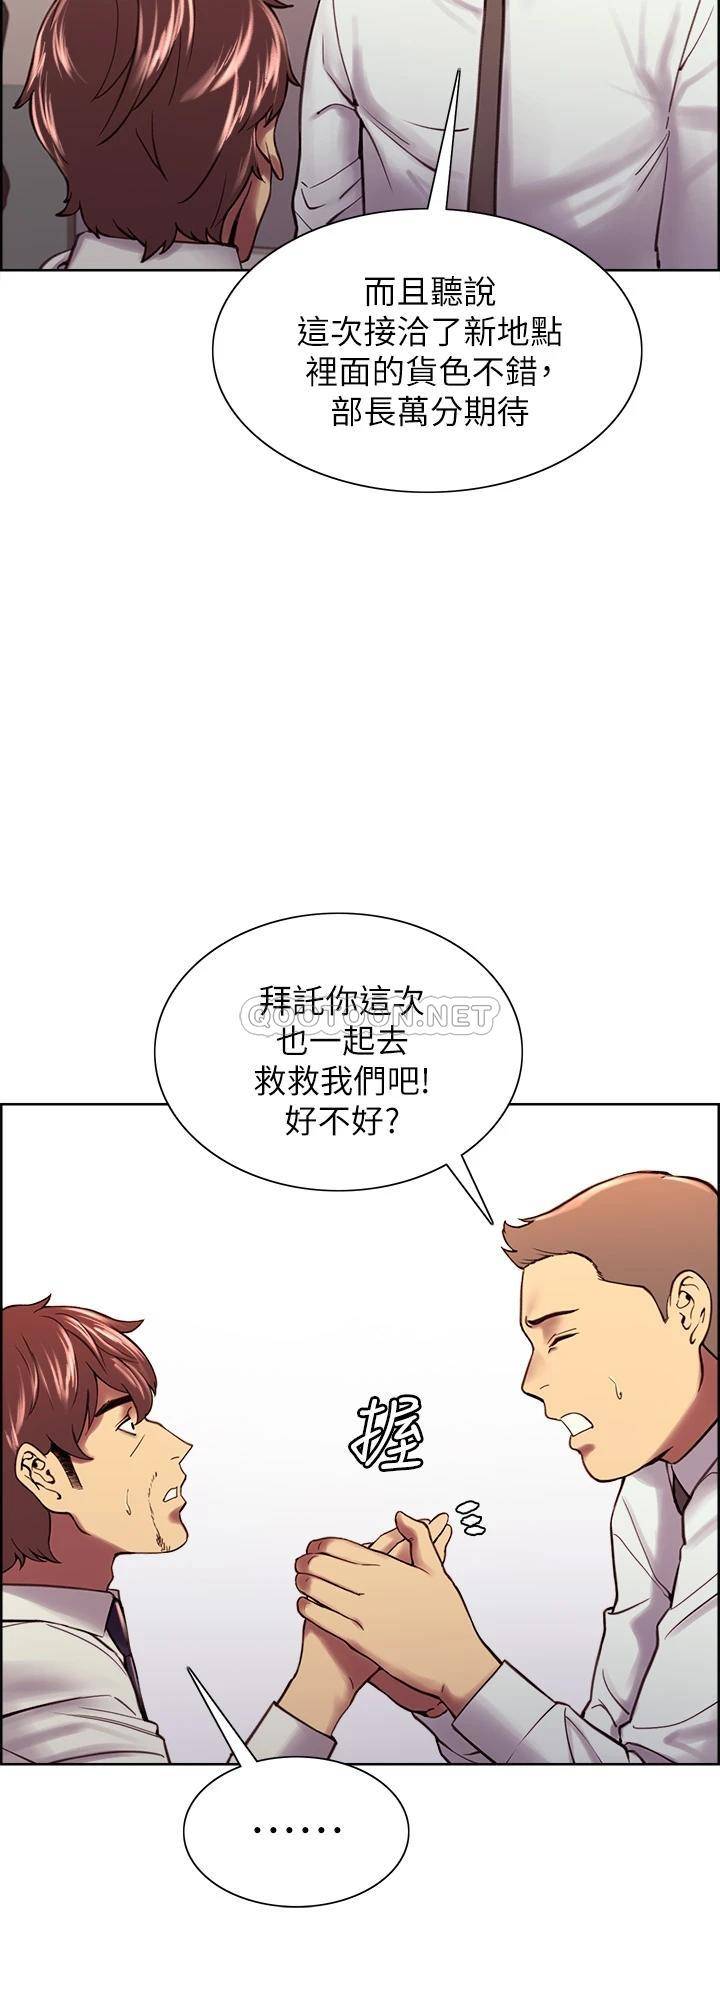 而且聽說
這次接洽了新地點
裡面的貨色不錯，
部長萬分期待
拜託你這次
QOOTOON.NET
也一起去
救救我們吧!
好不好?
握
......